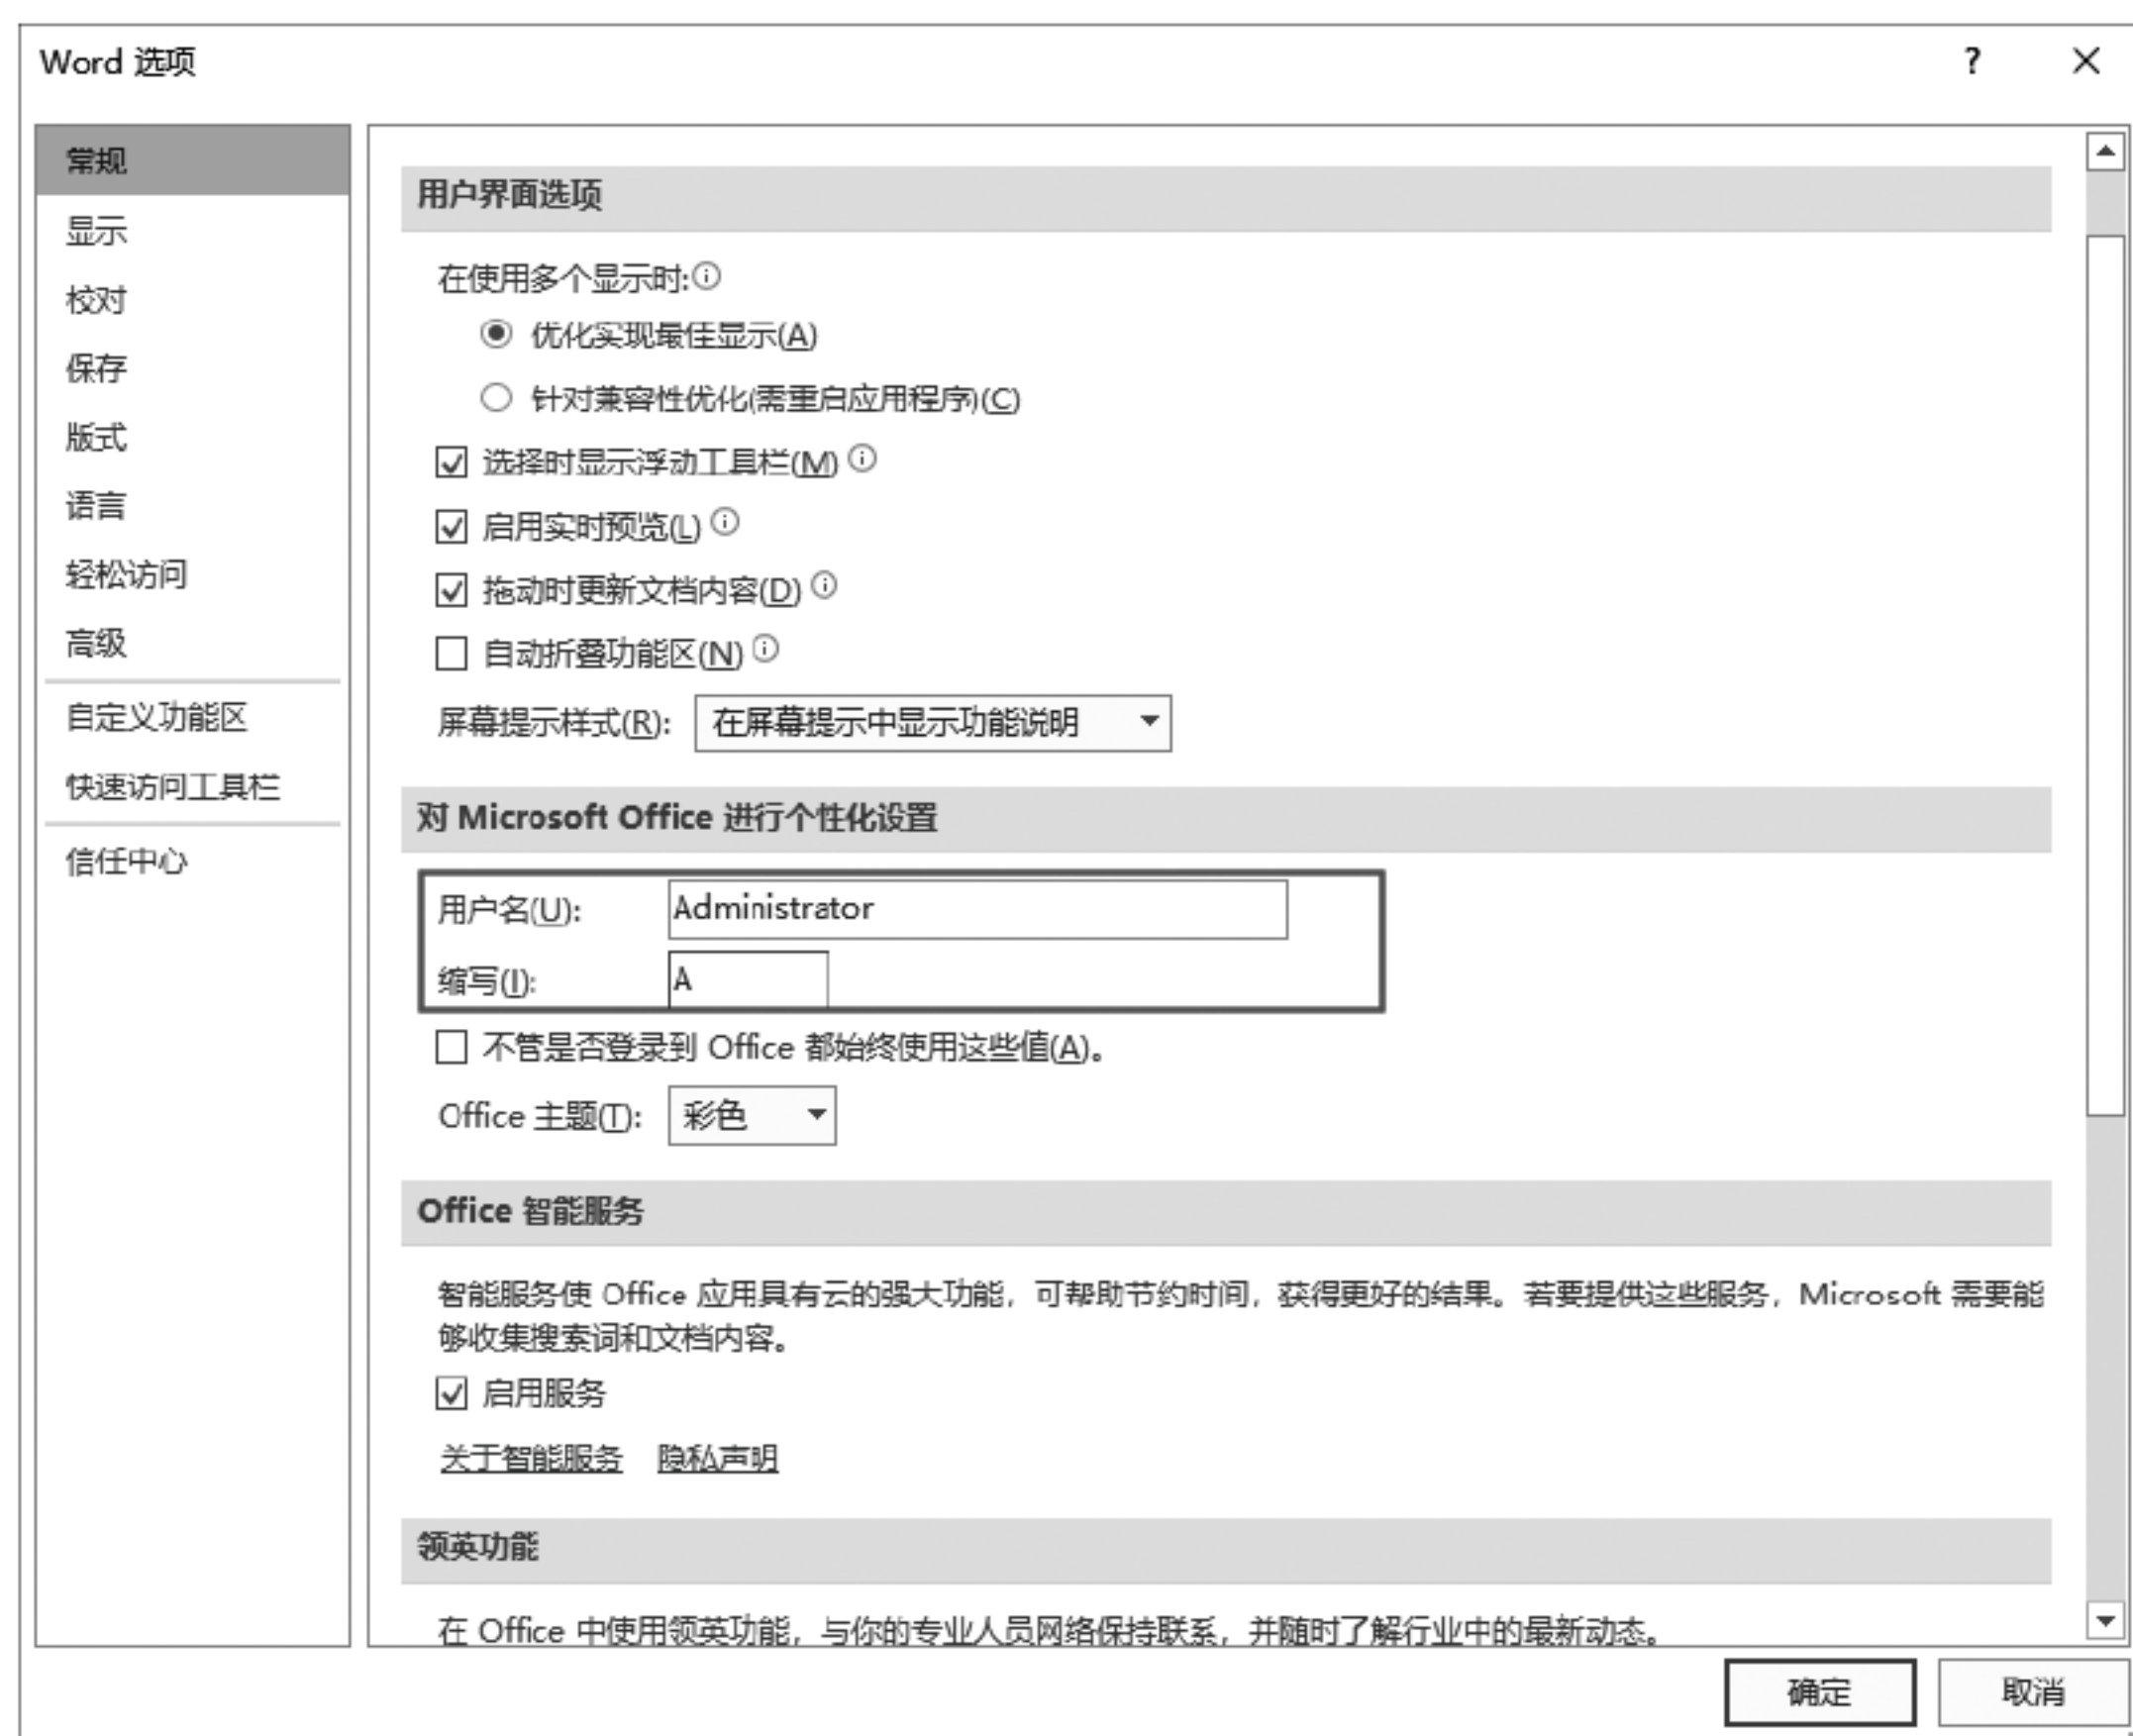 Word 选项
?
常规
显示
校对
保存
版式
语言
轻松访问
高级
自定义功能区
快速访问工具栏
信任中心
用户界面选项
在使用多个显示时:
优化实现最佳显示(A)
针对兼容性优化(需重启应用程序)(C)
选择时显示浮动工具栏(M)
启用实时预览(L)
拖动时更新文档内容(D)
自动折叠功能区(N)
屏幕提示样式(R): 在屏幕提示中显示功能说明
对 Microsoft Office 进行个性化设置
用户名(U): Administrator
缩写(I): A
不管是否登录到 Office 都始终使用这些值(A)。
Office 主题(T): 彩色
Office 智能服务
智能服务使 Office 应用具有云的强大功能，可帮助节约时间，获得更好的结果。若要提供这些服务，Microsoft 需要能
够收集搜索词和文档内容。
启用服务
关于智能服务 隐私声明
领英功能
在 Office 中使用领英功能，与你的专业人员网络保持联系，并随时了解行业中的最新动态。
确定 取消